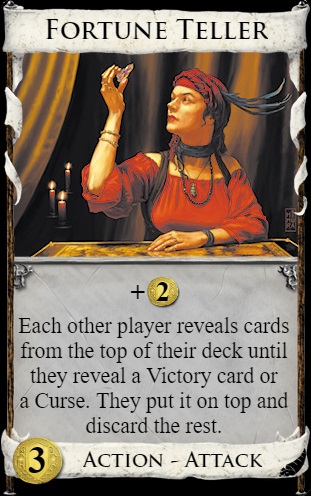 FORTUNE TELLER
+2
Each other player reveals cards
from the top of their deck until
they reveal a Victory card or
a Curse. They put it on top and
discard the rest.
3 ACTION - ATTACK